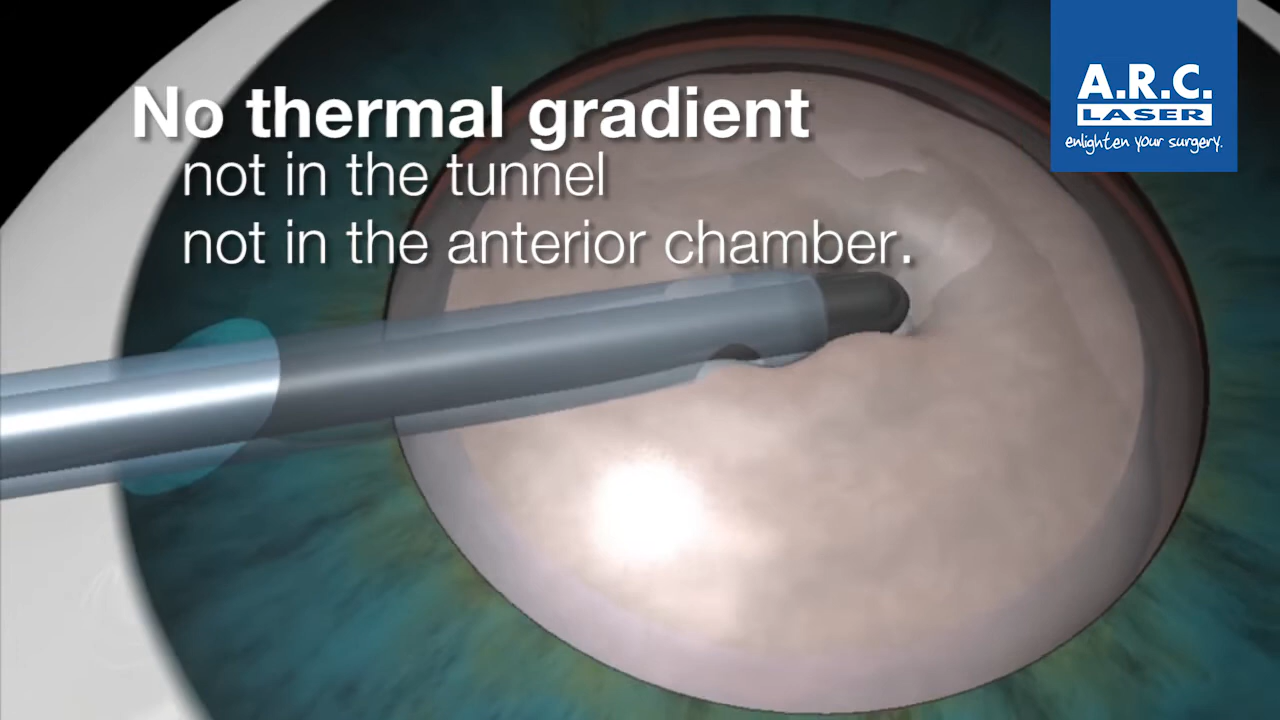 No thermal gradient
not in the tunnel
not in the anterior chamber.
A.R.C.
LASER
enlighten your surgery.